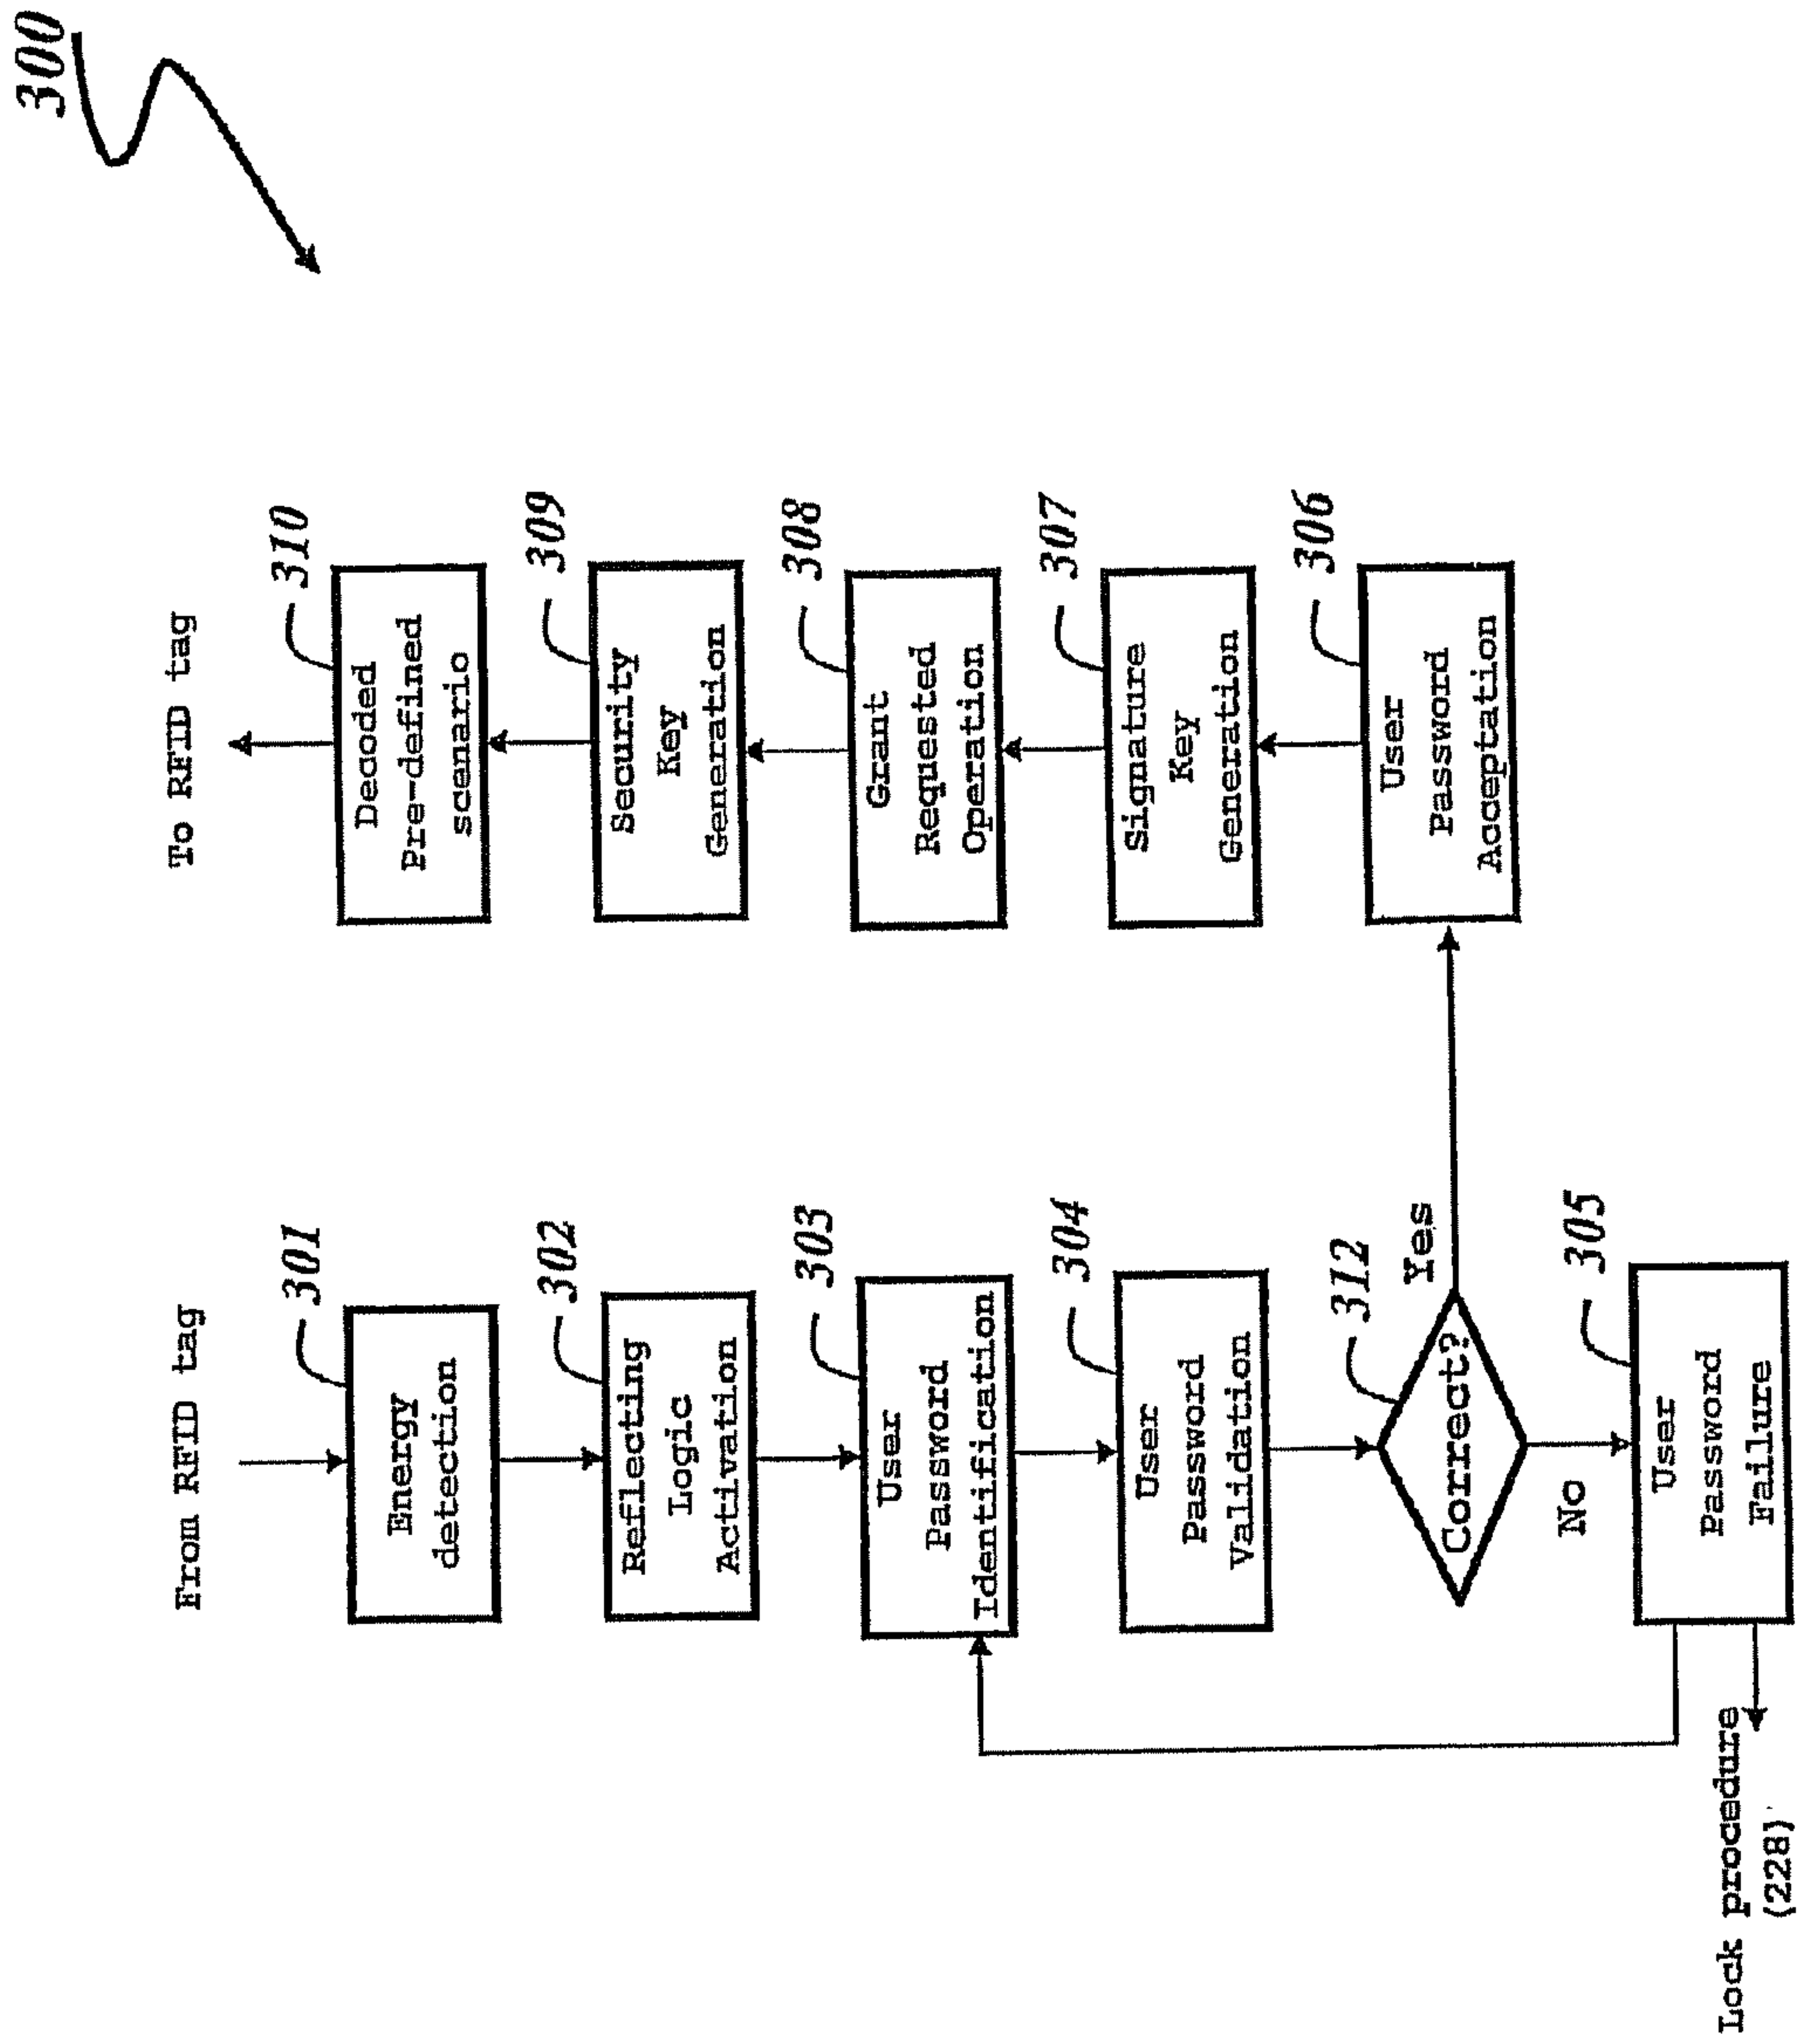 300
From RFID tag
301
Energy
detection
302
Reflecting
Logic
Activation
303
User
Password
Identification
304
User
Password
Validation
312
Correct?
Yes
No
305
User
Password
Failure
Lock procedure
(228)
306
User
Password
Acceptation
307
Signature
Key
Generation
308
Grant
Requested
Operation
309
Security
Key
Generation
310
Decoded
Pre-defined
scenario
To RFID tag